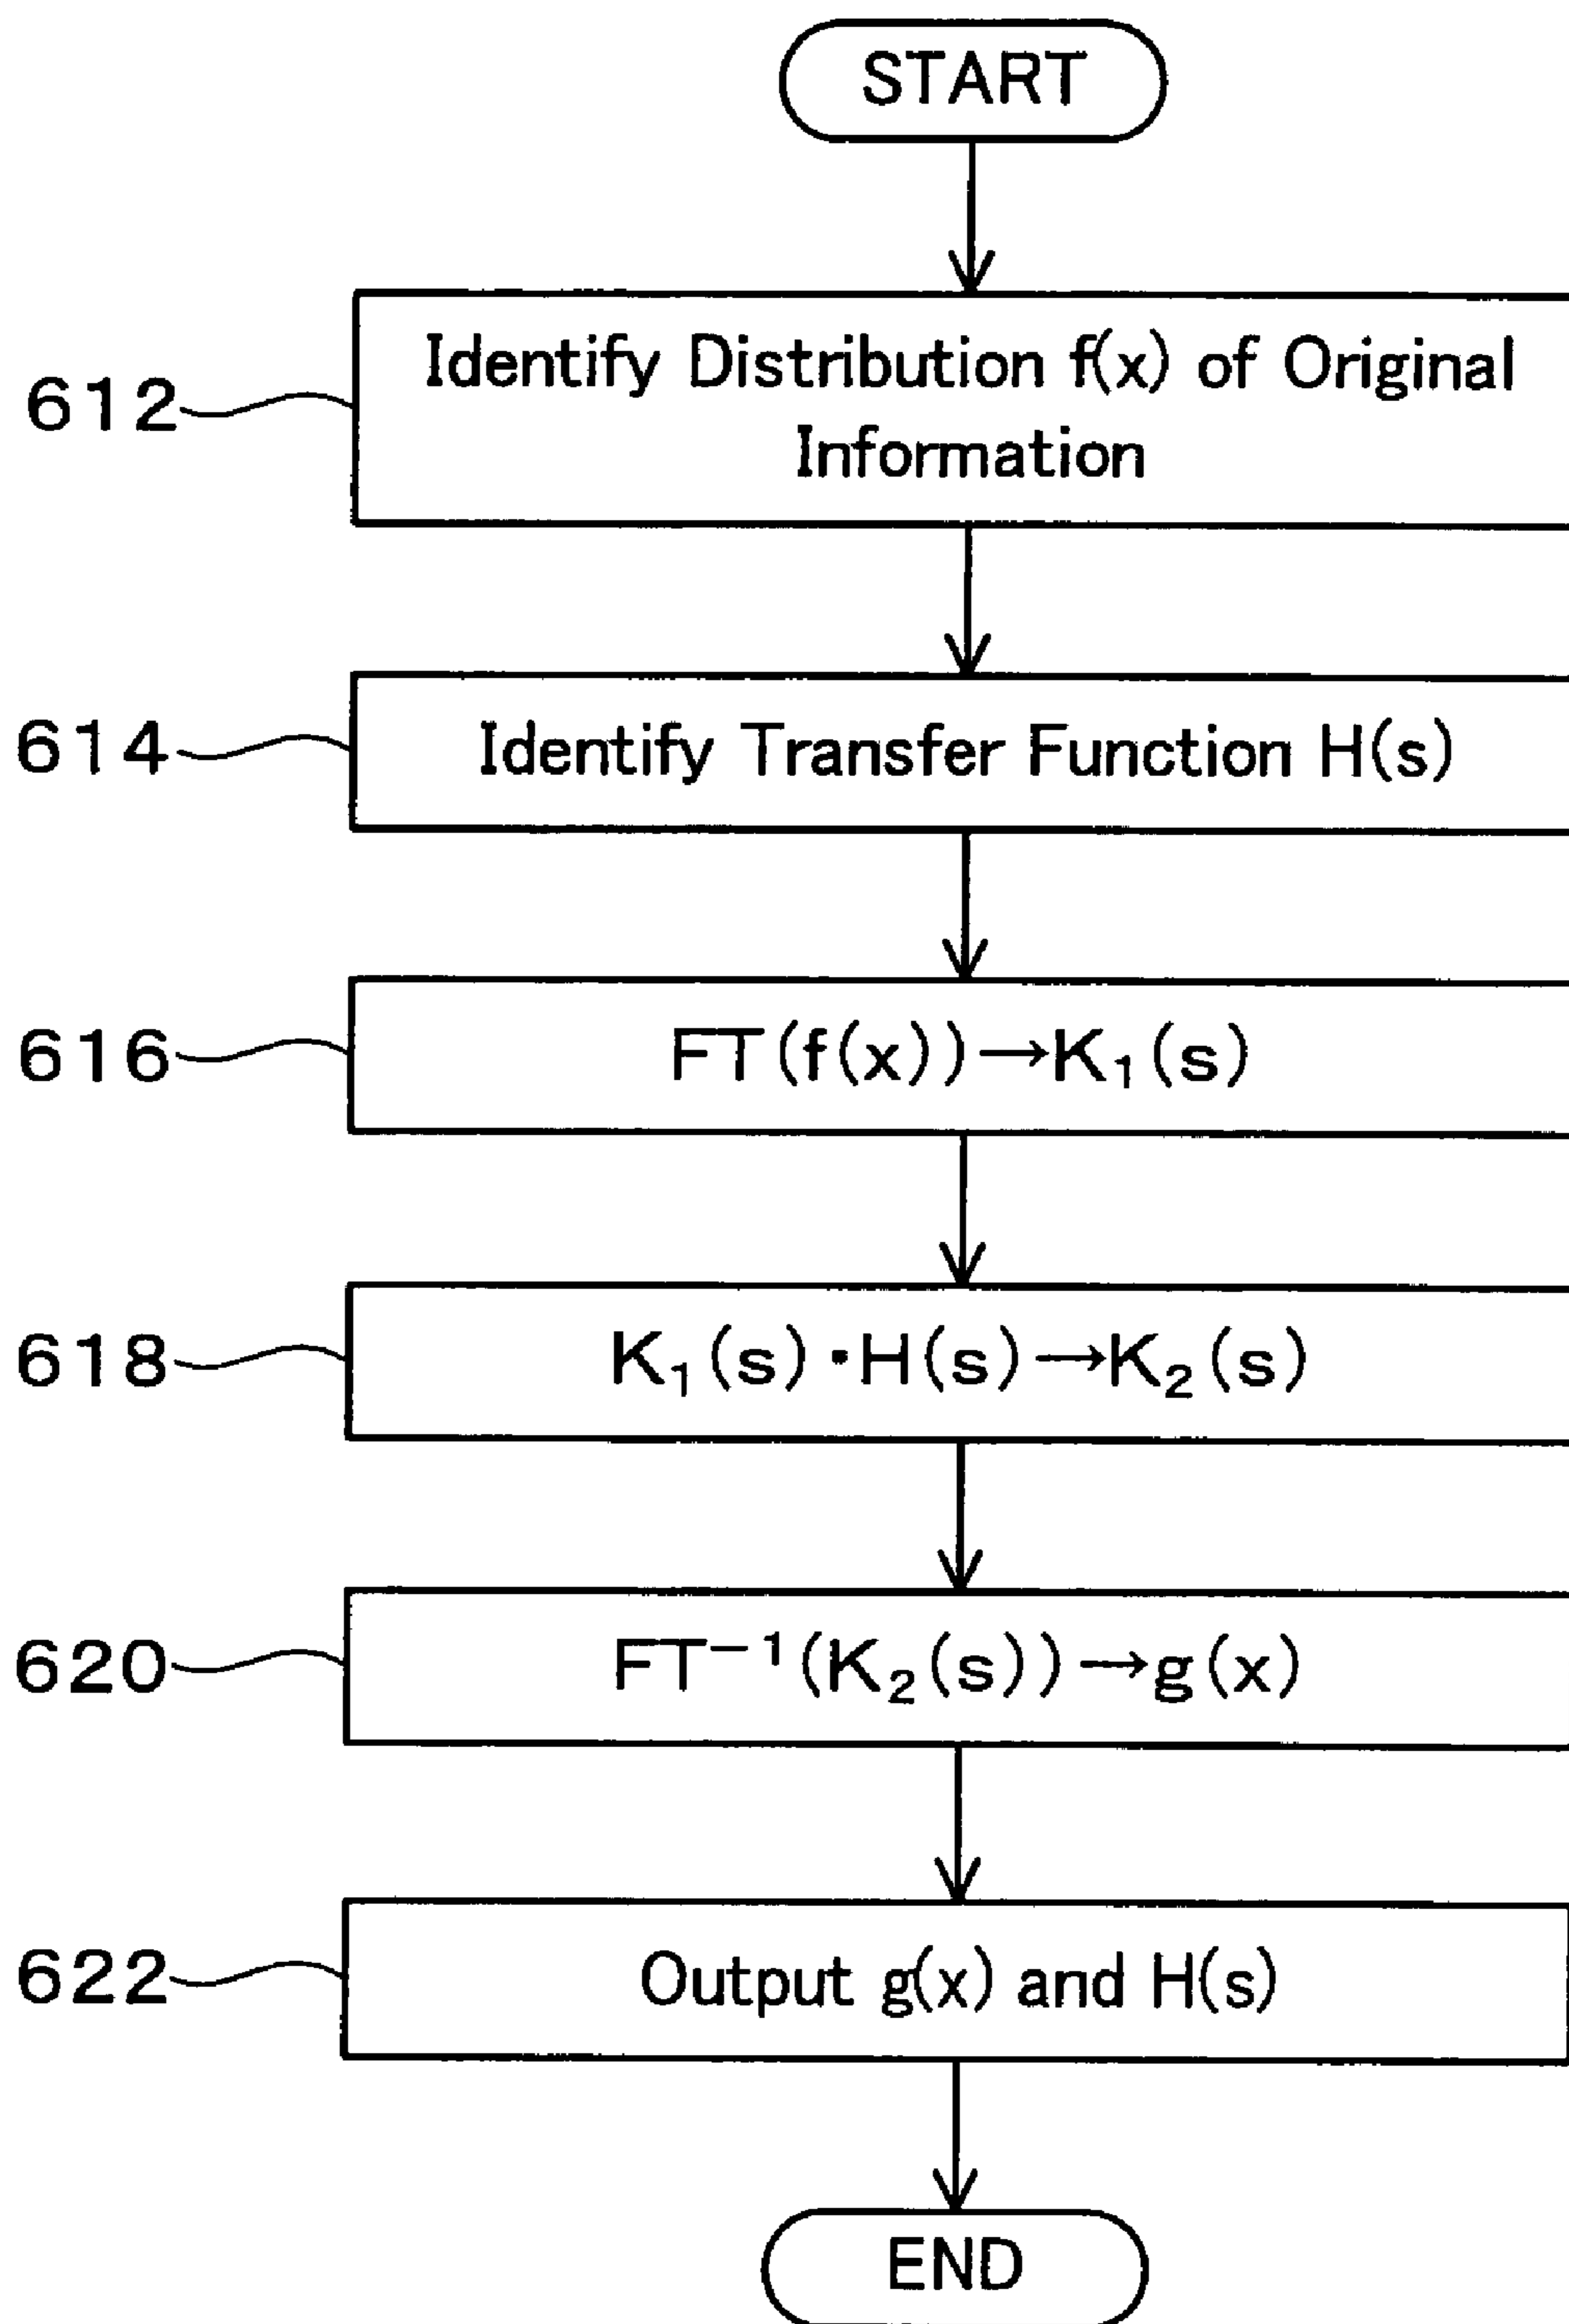 START
612
Identify Distribution f(x) of Original
Information
614
Identify Transfer Function H(s)
616
FT(f(x))→K₁(s)
618
K₁(s)・H(s)→K₂(s)
620
FT⁻¹(K₂(s))→g(x)
622
Output g(x) and H(s)
END